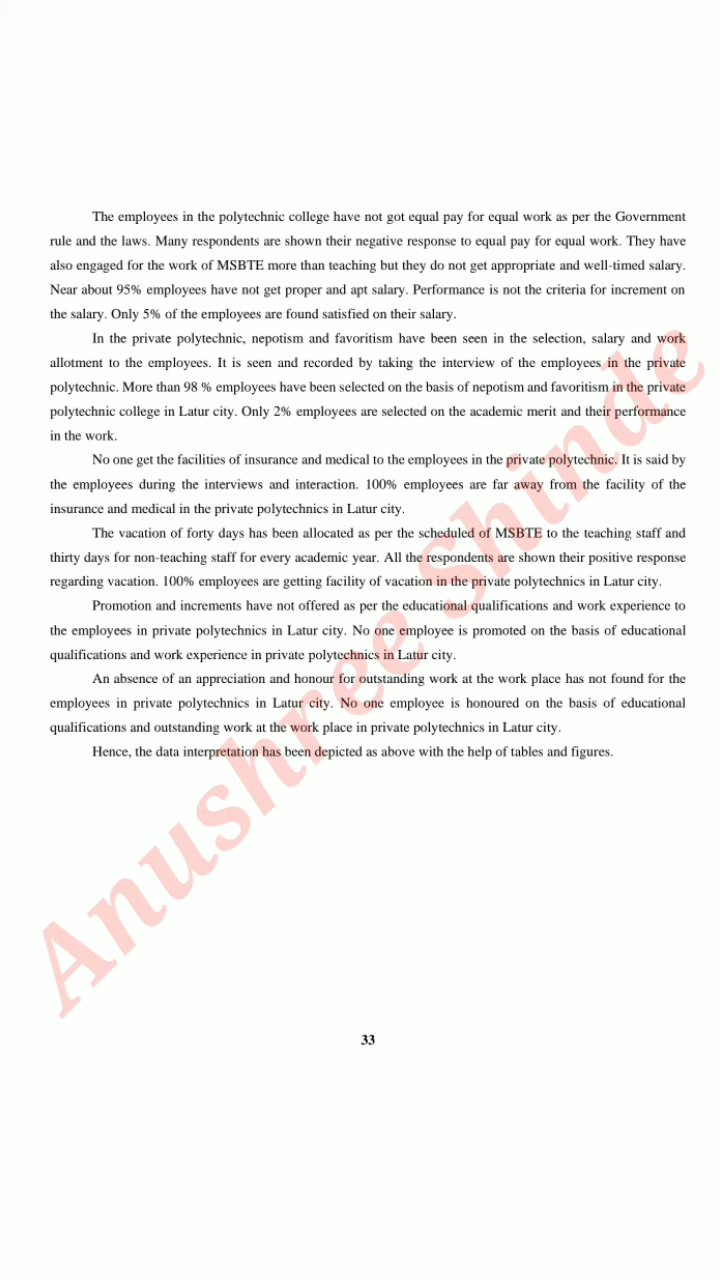 The employees in the polytechnic college have not got equal pay for equal work as per the Government
rule and the laws. Many respondents are shown their negative response to equal pay for equal work. They have
also engaged for the work of MSBTE more than teaching but they do not get appropriate and well-timed salary.
Near about 95% employees have not get proper and apt salary. Performance is not the criteria for increment on
the salary. Only 5% of the employees are found satisfied on their salary.
In the private polytechnic, nepotism and favoritism have been seen in the selection, salary and work
allotment to the employees. It is seen and recorded by taking the interview of the employees in the private
polytechnic. More than 98 % employees have been selected on the basis of nepotism and favoritism in the private
polytechnic college in Latur city. Only 2% employees are selected on the academic merit and their performance
in the work.
No one get the facilities of insurance and medical to the employees in the private polytechnic. It is said by
the employees during the interviews and interaction. 100% employees are far away from the facility of the
insurance and medical in the private polytechnics in Latur city.
The vacation of forty days has been allocated as per the scheduled of MSBTE to the teaching staff and
thirty days for non-teaching staff for every academic year. All the respondents are shown their positive response
regarding vacation. 100% employees are getting facility of vacation in the private polytechnics in Latur city.
Promotion and increments have not offered as per the educational qualifications and work experience to
the employees in private polytechnics in Latur city. No one employee is promoted on the basis of educational
qualifications and work experience in private polytechnics in Latur city.
An absence of an appreciation and honour for outstanding work at the work place has not found for the
employees in private polytechnics in Latur city. No one employee is honoured on the basis of educational
qualifications and outstanding work at the work place in private polytechnics in Latur city.
Hence, the data interpretation has been depicted as above with the help of tables and figures.
Anushree Shinde
33